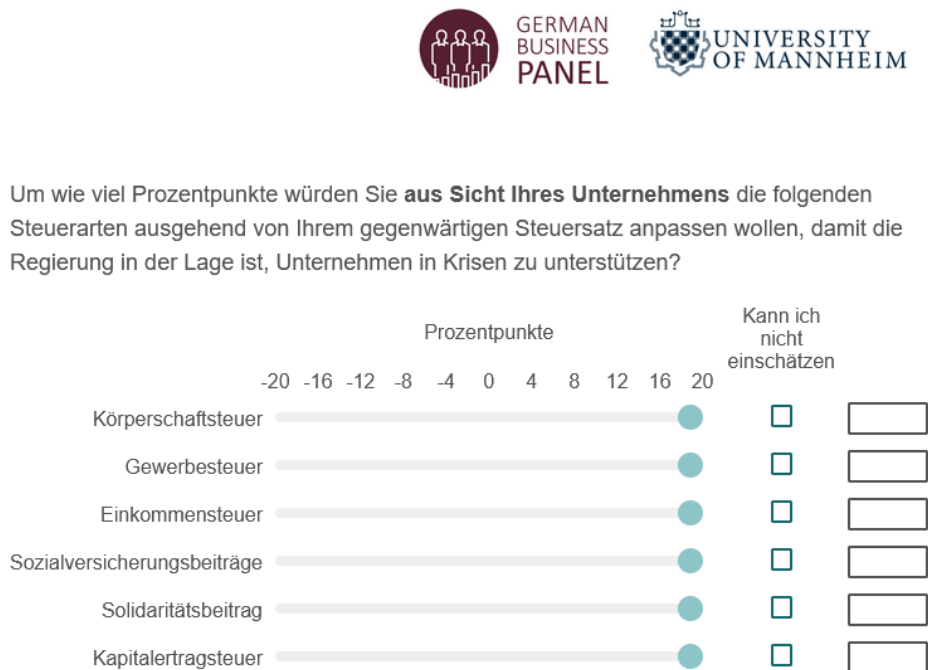 GERMAN
BUSINESS
PANEL
UNIVERSITY
OF MANNHEIM
Um wie viel Prozentpunkte würden Sie aus Sicht Ihres Unternehmens die folgenden
Steuerarten ausgehend von Ihrem gegenwärtigen Steuersatz anpassen wollen, damit die
Regierung in der Lage ist, Unternehmen in Krisen zu unterstützen?
Prozentpunkte
Kann ich
nicht
einschätzen
-20 -16 -12 -8 -4 0 4 8 12 16 20
Körperschaftsteuer
Gewerbesteuer
Einkommensteuer
Sozialversicherungsbeiträge
Solidaritätsbeitrag
Kapitalertragsteuer